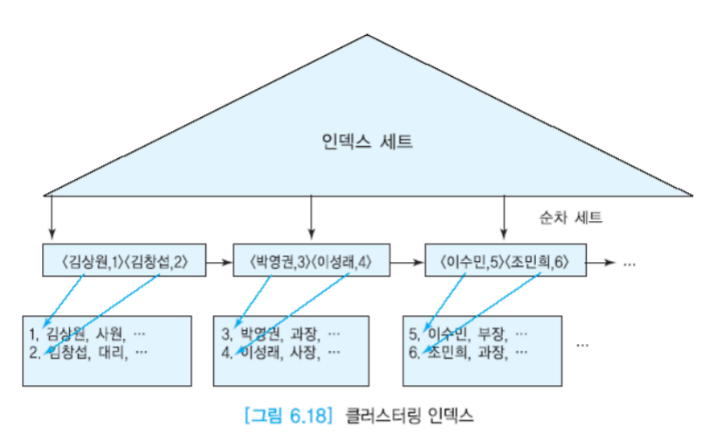 인덱스 세트
순차 세트
〈김상원,1〉〈김창섭,2〉
〈박영권,3〉〈이성래,4〉
〈이수민,5〉〈조민희,6〉
…
1, 김상원, 사원, …
2. 김창섭, 대리, …
3, 박영권, 과장, …
4. 이성래, 사장, …
5, 이수민, 부장, …
6. 조민희, 과장, …
…
[그림 6.18] 클러스터링 인덱스